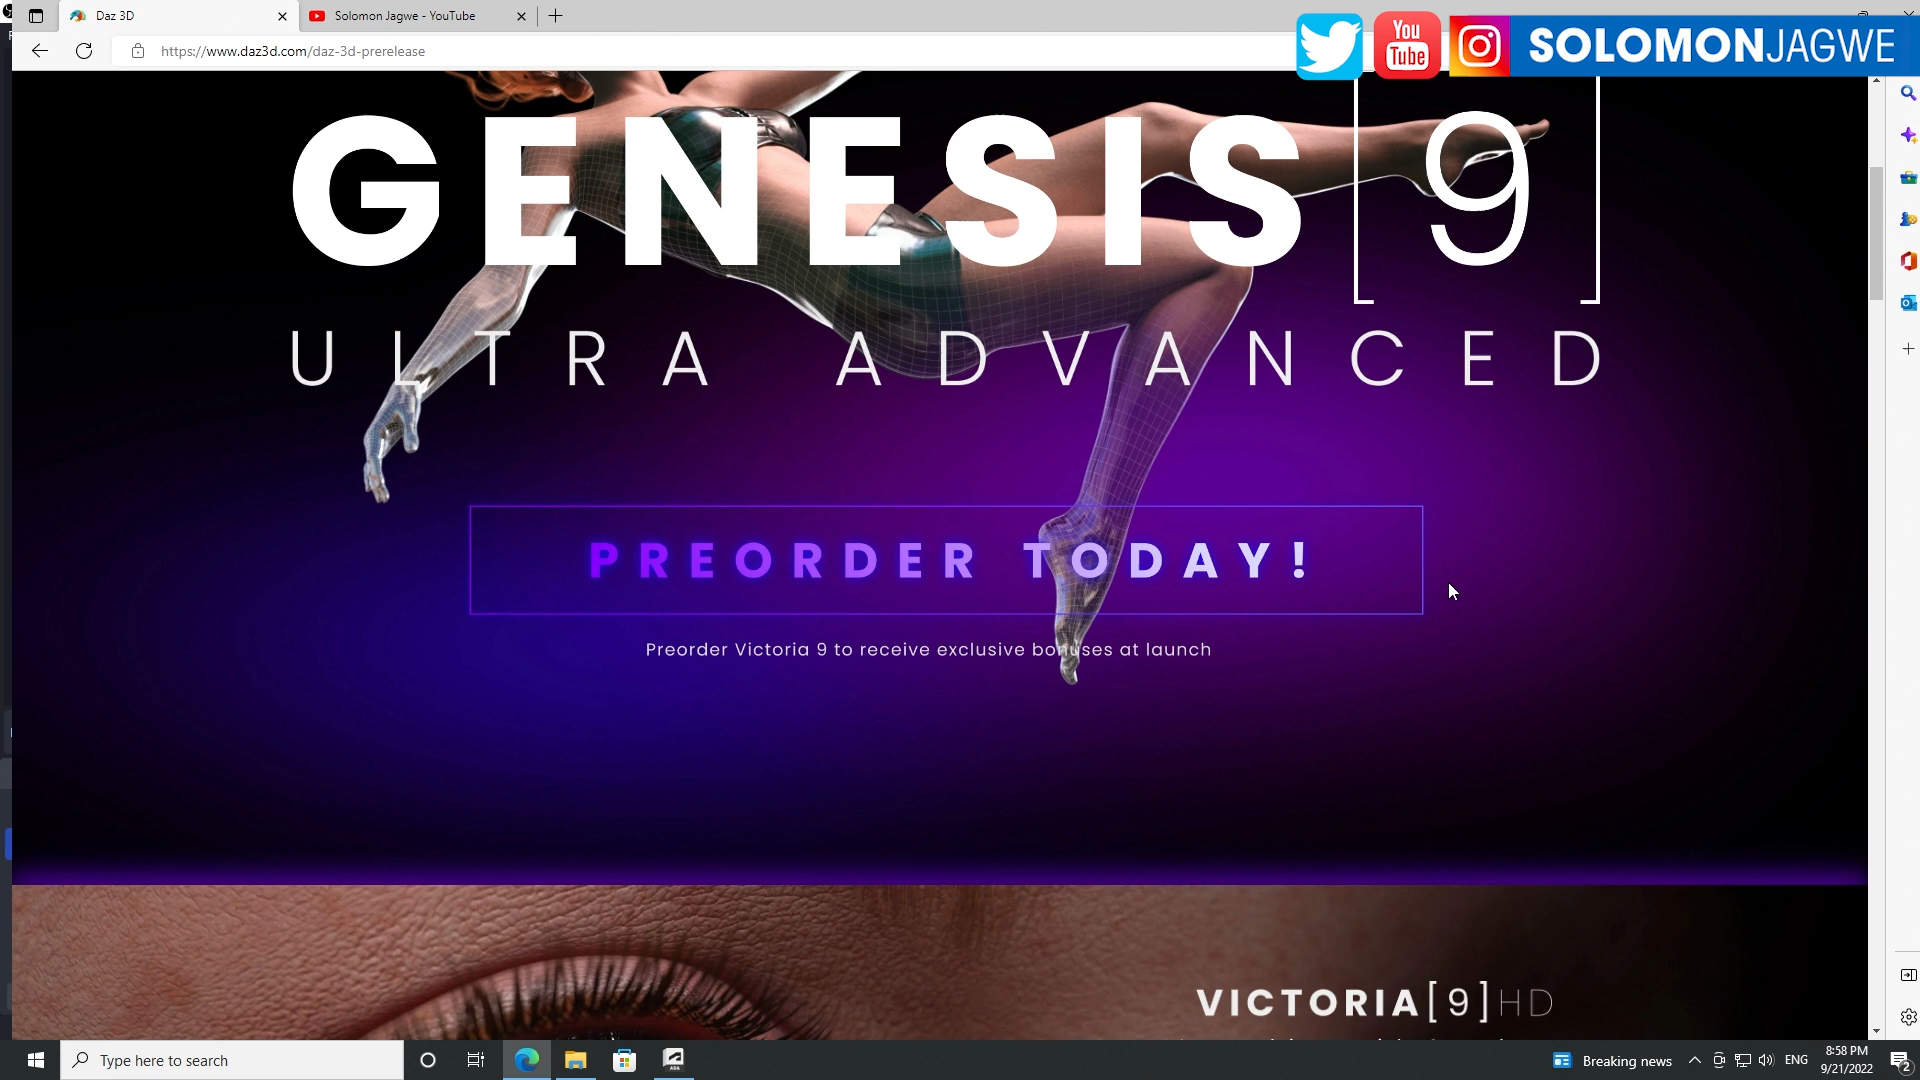 Daz 3D
Solomon Jagwe - YouTube
https://www.daz3d.com/daz-3d-prerelease
You
Tube
SOLOMONJAGWE
GENESIS[9]
ULTRA ADVANCED
PREORDER TODAY!
Preorder Victoria 9 to receive exclusive bonuses at launch
VICTORIA[9]HD
Type here to search
Breaking news
ENG
8:58 PM
9/21/2022
2